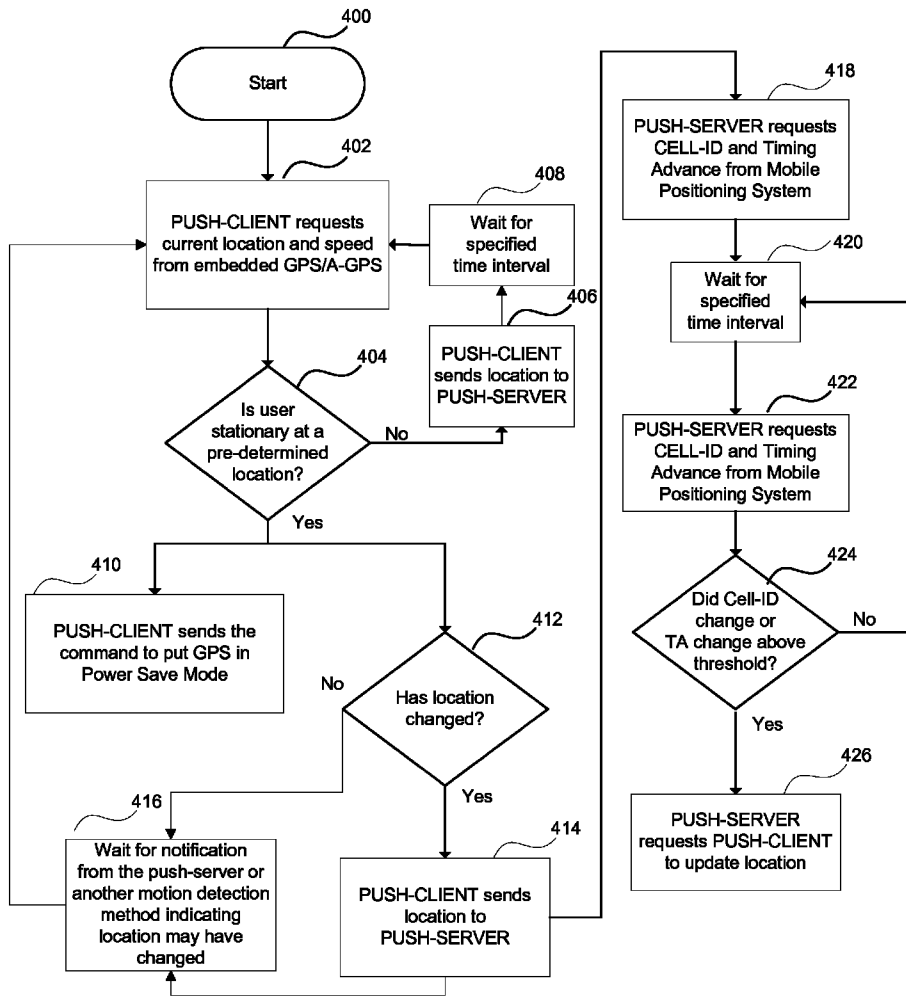 400
Start
402
PUSH-CLIENT requests
current location and speed
from embedded GPS/A-GPS
408
Wait for
specified
time interval
406
PUSH-CLIENT
sends location to
PUSH-SERVER
404
Is user
stationary at a
pre-determined
location?
No
Yes
410
PUSH-CLIENT sends the
command to put GPS in
Power Save Mode
412
Has location
changed?
No
Yes
416
Wait for notification
from the push-server or
another motion detection
method indicating
location may have
changed
414
PUSH-CLIENT sends
location to
PUSH-SERVER
418
PUSH-SERVER requests
CELL-ID and Timing
Advance from Mobile
Positioning System
420
Wait for
specified
time interval
422
PUSH-SERVER requests
CELL-ID and Timing
Advance from Mobile
Positioning System
424
Did Cell-ID
change or
TA change above
threshold?
No
Yes
426
PUSH-SERVER
requests PUSH-CLIENT
to update location